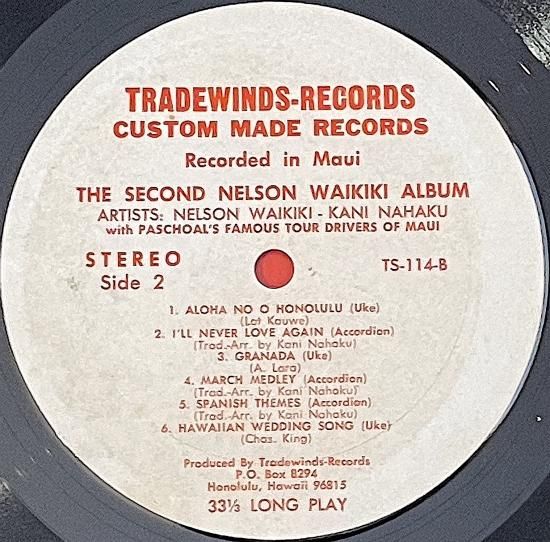 TRADEWINDS-RECORDS
CUSTOM MADE RECORDS
Recorded in Maui
THE SECOND NELSON WAIKIKI ALBUM
ARTISTS: NELSON WAIKIKI - KANI NAHAKU
with PASCHOAL'S FAMOUS TOUR DRIVERS OF MAUI
STEREO
Side 2
TS-114-B
1. ALOHA NO O HONOLULU (Uke)
(Lot Kauwe)
2. I'LL NEVER LOVE AGAIN (Accordion)
(Trad.-Arr. by Kani Nahaku)
3. GRANADA (Uke)
(A. Lara)
4. MARCH MEDLEY (Accordion)
(Trad.-Arr. by Kani Nahaku)
5. SPANISH THEMES (Accordion)
(Trad.-Arr. by Kani Nahaku)
6. HAWAIIAN WEDDING SONG (Uke)
(Chas. King)
Produced By Tradewinds-Records
P.O. Box 8294
Honolulu, Hawaii 96815
33⅓ LONG PLAY